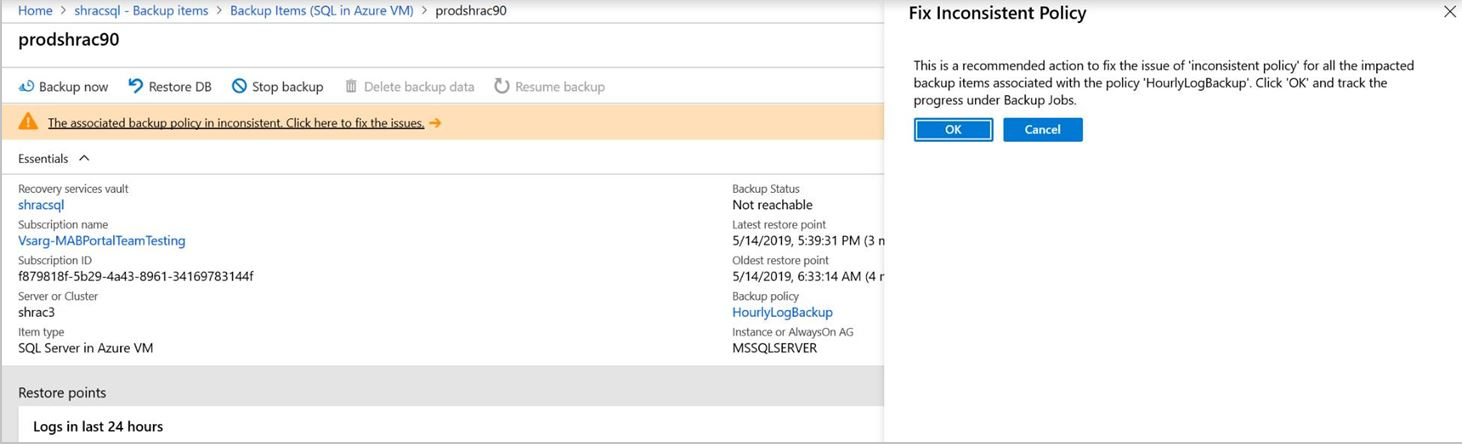 Home > shracsql - Backup items > Backup Items (SQL in Azure VM) > prodshrac90
prodshrac90
Backup now Restore DB Stop backup Delete backup data Resume backup
The associated backup policy in inconsistent. Click here to fix the issues. →
Essentials
Recovery services vault
shracsql
Subscription name
Vsarg-MABPortalTeamTesting
Subscription ID
f879818f-5b29-4a43-8961-34169783144f
Server or Cluster
shrac3
Item type
SQL Server in Azure VM
Backup Status
Not reachable
Latest restore point
5/14/2019, 5:39:31 PM (3 m
Oldest restore point
5/14/2019, 6:33:14 AM (4 r
Backup policy
HourlyLogBackup
Instance or AlwaysOn AG
MSSQLSERVER
Restore points
Logs in last 24 hours
Fix Inconsistent Policy
This is a recommended action to fix the issue of 'inconsistent policy' for all the impacted
backup items associated with the policy 'HourlyLogBackup'. Click 'OK' and track the
progress under Backup Jobs.
OK Cancel